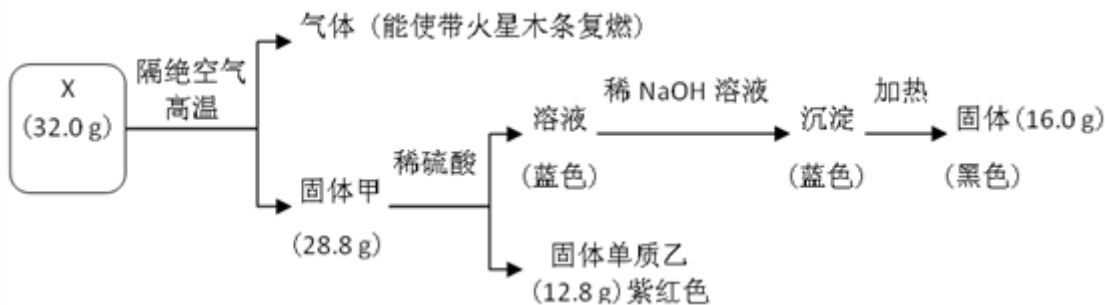 气体（能使带火星木条复燃）
X
(32.0 g)
隔绝空气
高温
固体甲
(28.8 g)
稀硫酸
溶液
(蓝色)
稀 NaOH 溶液
沉淀
(蓝色)
加热
固体(16.0 g)
(黑色)
固体单质乙
(12.8 g) 紫红色